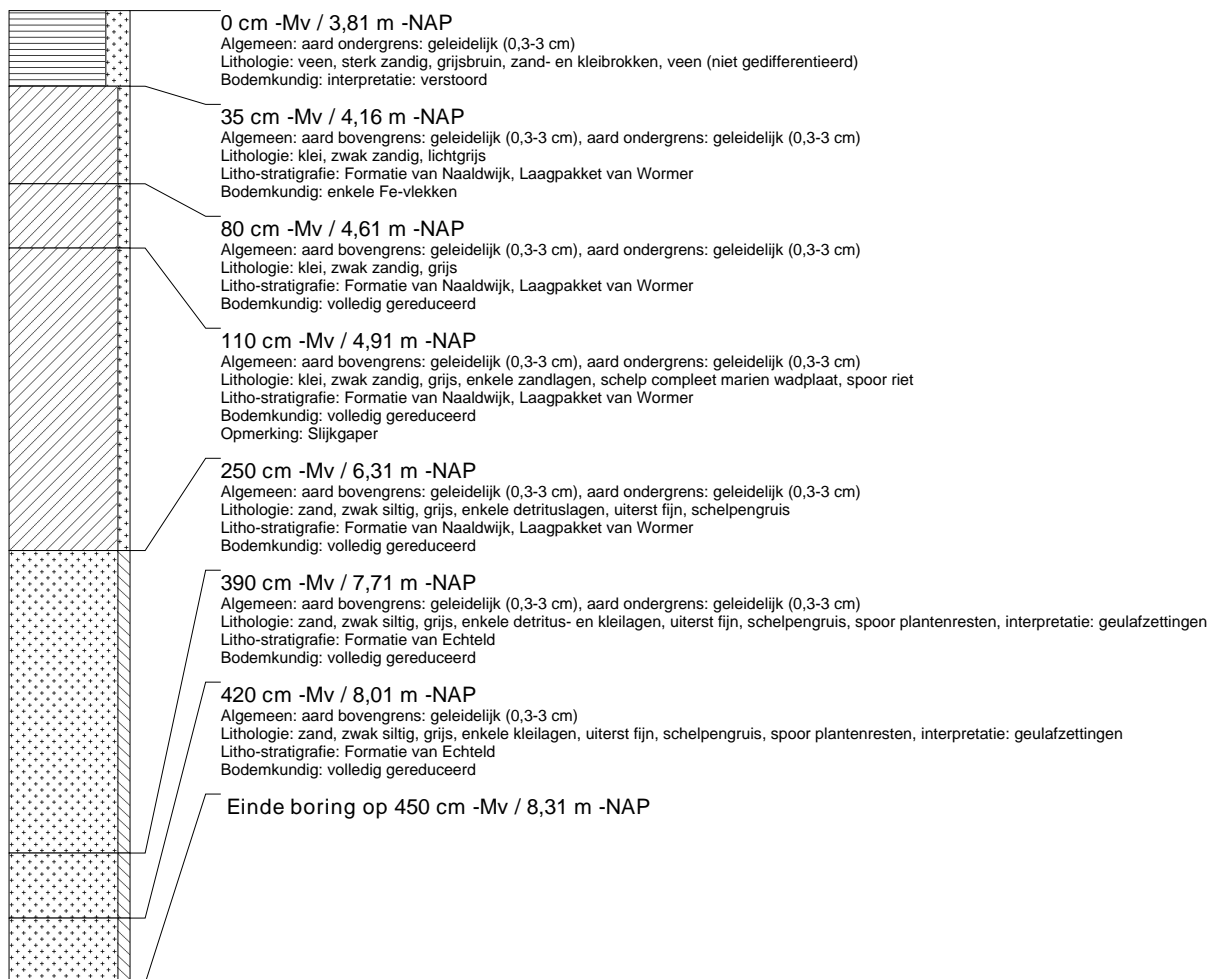 0 cm -Mv / 3,81 m -NAP
Algemeen: aard ondergrens: geleidelijk (0,3-3 cm)
Lithologie: veen, sterk zandig, grijsbruin, zand- en kleibrokken, veen (niet gedifferentieerd)
Bodemkundig: interpretatie: verstoord
35 cm -Mv / 4,16 m -NAP
Algemeen: aard bovengrens: geleidelijk (0,3-3 cm), aard ondergrens: geleidelijk (0,3-3 cm)
Lithologie: klei, zwak zandig, lichtgrijs
Litho-stratigrafie: Formatie van Naaldwijk, Laagpakket van Wormer
Bodemkundig: enkele Fe-vlekken
80 cm -Mv / 4,61 m -NAP
Algemeen: aard bovengrens: geleidelijk (0,3-3 cm), aard ondergrens: geleidelijk (0,3-3 cm)
Lithologie: klei, zwak zandig, grijs
Litho-stratigrafie: Formatie van Naaldwijk, Laagpakket van Wormer
Bodemkundig: volledig gereduceerd
110 cm -Mv / 4,91 m -NAP
Algemeen: aard bovengrens: geleidelijk (0,3-3 cm), aard ondergrens: geleidelijk (0,3-3 cm)
Lithologie: klei, zwak zandig, grijs, enkele zandlagen, schelp compleet marien wadplaat, spoor riet
Litho-stratigrafie: Formatie van Naaldwijk, Laagpakket van Wormer
Bodemkundig: volledig gereduceerd
Opmerking: Slijkgaper
250 cm -Mv / 6,31 m -NAP
Algemeen: aard bovengrens: geleidelijk (0,3-3 cm), aard ondergrens: geleidelijk (0,3-3 cm)
Lithologie: zand, zwak siltig, grijs, enkele detrituslagen, uiterst fijn, schelpengruis
Litho-stratigrafie: Formatie van Naaldwijk, Laagpakket van Wormer
Bodemkundig: volledig gereduceerd
390 cm -Mv / 7,71 m -NAP
Algemeen: aard bovengrens: geleidelijk (0,3-3 cm), aard ondergrens: geleidelijk (0,3-3 cm)
Lithologie: zand, zwak siltig, grijs, enkele detritus- en kleilagen, uiterst fijn, schelpengruis, spoor plantenresten, interpretatie: geulafzettingen
Litho-stratigrafie: Formatie van Echteld
Bodemkundig: volledig gereduceerd
420 cm -Mv / 8,01 m -NAP
Algemeen: aard bovengrens: geleidelijk (0,3-3 cm)
Lithologie: zand, zwak siltig, grijs, enkele kleilagen, uiterst fijn, schelpengruis, spoor plantenresten, interpretatie: geulafzettingen
Litho-stratigrafie: Formatie van Echteld
Bodemkundig: volledig gereduceerd
Einde boring op 450 cm -Mv / 8,31 m -NAP